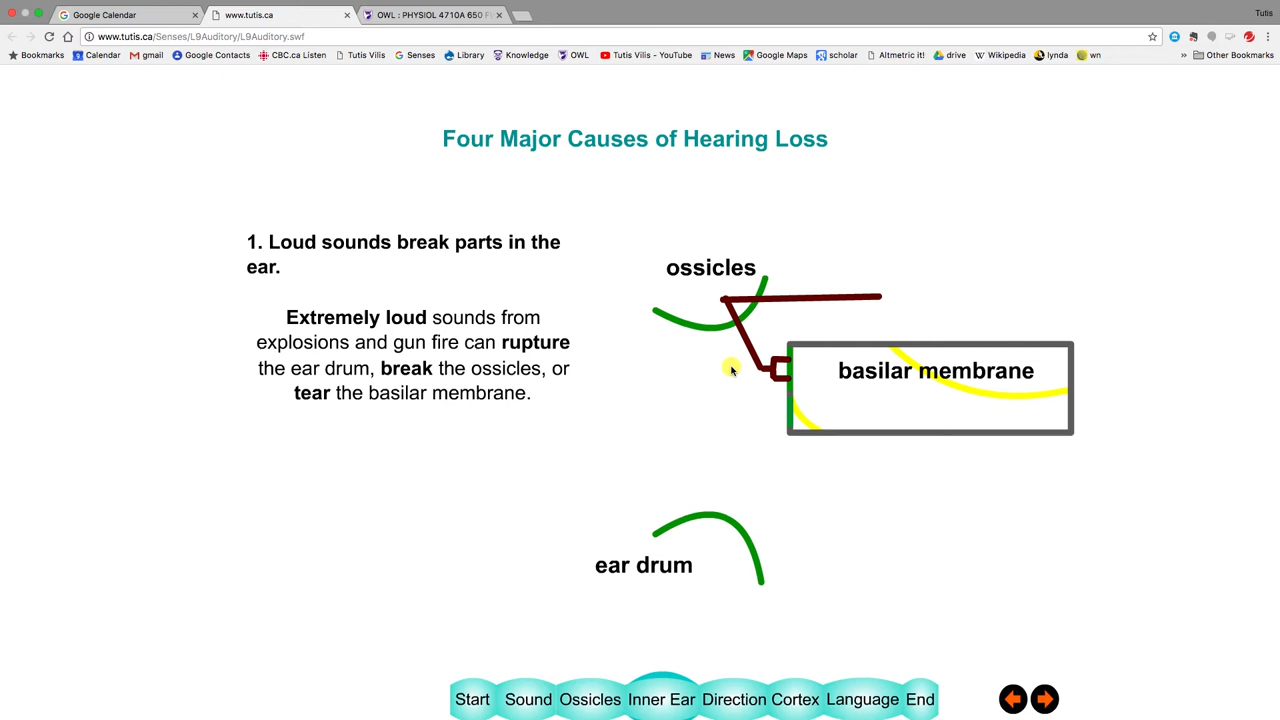 Google Calendar
www.tutis.ca
OWL : PHYSIOL 4710A 650
Tutis
www.tutis.ca/Senses/L9Auditory/L9Auditory.swf
Bookmarks Calendar gmail Google Contacts CBC.ca Listen Tutis Vilis Senses Library Knowledge OWL Tutis Vilis - YouTube News Google Maps scholar Altmetric it! drive Wikipedia lynda wn » Other Bookmarks
Four Major Causes of Hearing Loss
1. Loud sounds break parts in the
ear.
Extremely loud sounds from
explosions and gun fire can rupture
the ear drum, break the ossicles, or
tear the basilar membrane.
ossicles
basilar membrane
ear drum
Start Sound Ossicles Inner Ear Direction Cortex Language End